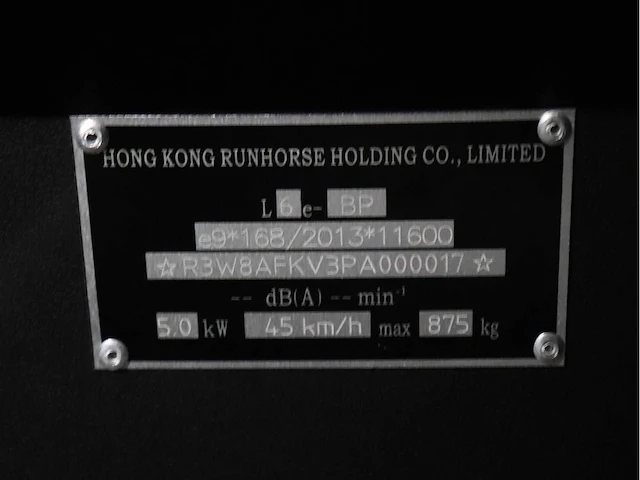 HONG KONG RUNHORSE HOLDING CO., LIMITED
L 6 e- BP
e9*168/2013*11600
☆R3W8AFKV3PA000017☆
-- dB(A) -- min⁻¹
5.0 kW 45 km/h max 875 kg